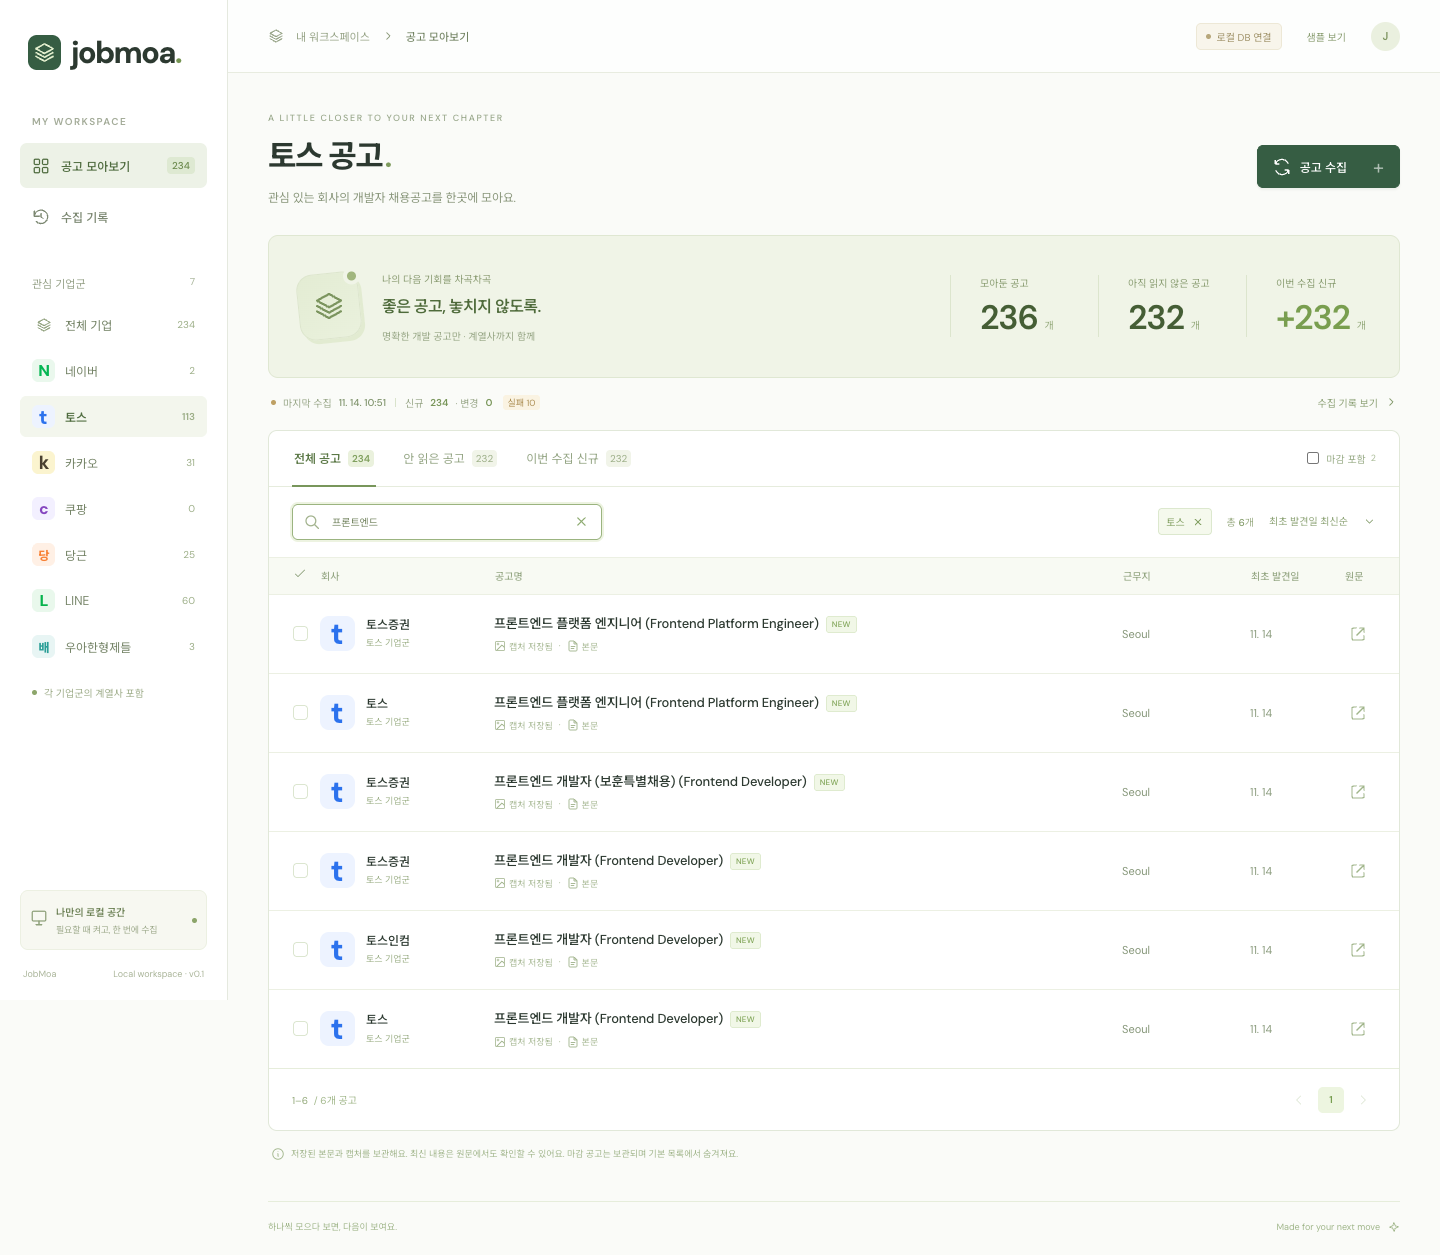 jobmoa.
MY WORKSPACE
공고 모아보기 234
수집 기록
관심 기업군 7
전체 기업 234
N 네이버 2
t 토스 113
k 카카오 31
c 쿠팡 0
당 당근 25
L LINE 60
배 우아한형제들 3
각 기업군의 계열사 포함
나만의 로컬 공간
필요할 때 켜고, 한 번에 수집
JobMoa Local workspace · v0.1
내 워크스페이스 공고 모아보기
로컬 DB 연결 샘플 보기 J
A LITTLE CLOSER TO YOUR NEXT CHAPTER
토스 공고.
관심 있는 회사의 개발자 채용공고를 한곳에 모아요.
공고 수집 +
나의 다음 기회를 차곡차곡
좋은 공고, 놓치지 않도록.
명확한 개발 공고만 · 계열사까지 함께
모아둔 공고
236 개
아직 읽지 않은 공고
232 개
이번 수집 신규
+232 개
마지막 수집 11. 14. 10:51 신규 234 · 변경 0 실패 10
수집 기록 보기
전체 공고 234 안 읽은 공고 232 이번 수집 신규 232
마감 포함 2
프론트엔드
토스 총 6개 최초 발견일 최신순
회사 공고명 근무지 최초 발견일 원문
t 토스증권 프론트엔드 플랫폼 엔지니어 (Frontend Platform Engineer) NEW Seoul 11. 14
토스 기업군 캡처 저장됨 · 본문
t 토스 프론트엔드 플랫폼 엔지니어 (Frontend Platform Engineer) NEW Seoul 11. 14
토스 기업군 캡처 저장됨 · 본문
t 토스증권 프론트엔드 개발자 (보훈특별채용) (Frontend Developer) NEW Seoul 11. 14
토스 기업군 캡처 저장됨 · 본문
t 토스증권 프론트엔드 개발자 (Frontend Developer) NEW Seoul 11. 14
토스 기업군 캡처 저장됨 · 본문
t 토스인컴 프론트엔드 개발자 (Frontend Developer) NEW Seoul 11. 14
토스 기업군 캡처 저장됨 · 본문
t 토스 프론트엔드 개발자 (Frontend Developer) NEW Seoul 11. 14
토스 기업군 캡처 저장됨 · 본문
1–6 / 6개 공고
1
저장된 본문과 캡처를 보관해요. 최신 내용은 원문에서도 확인할 수 있어요. 마감 공고는 보관되며 기본 목록에서 숨겨져요.
하나씩 모으다 보면, 다음이 보여요.
Made for your next move